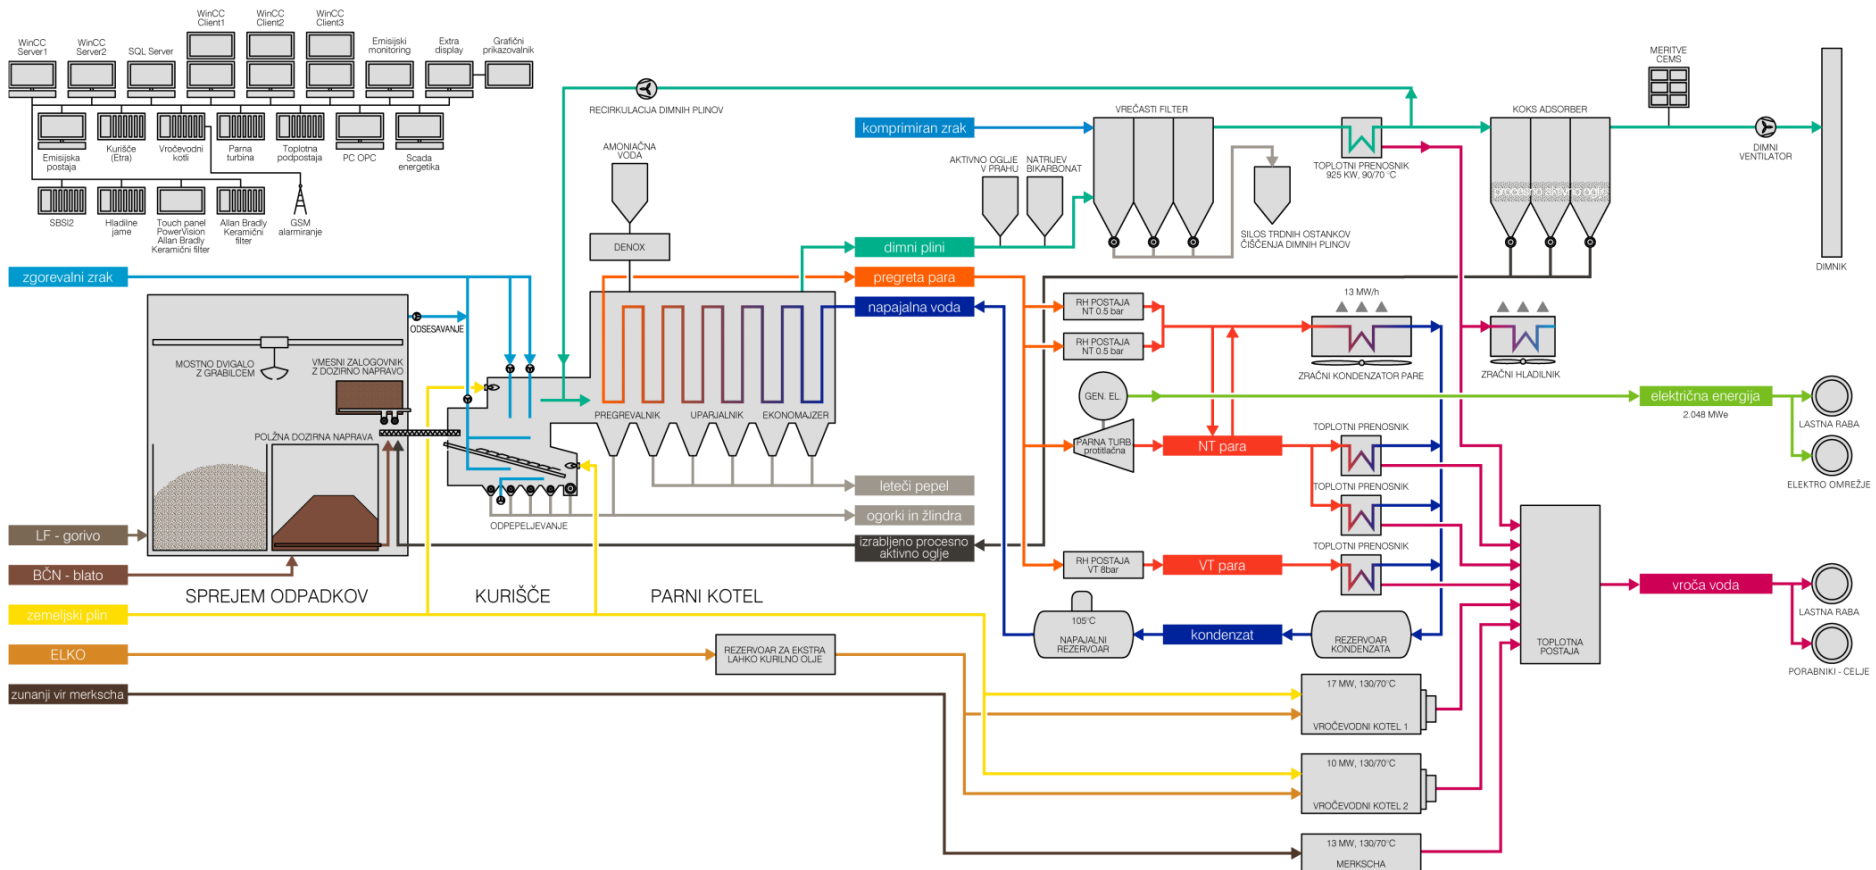 WinCC
Server1
WinCC
Server2
SQL Server
WinCC
Client1
WinCC
Client2
WinCC
Client3
Emisijski
monitoring
Extra
display
Grafični
prikazovalnik
Emisijska
postaja
Kurišče
(Etra)
Vročevodni
kotli
Parna
turbina
Toplotna
podpostaja
PC OPC
Scada
energetika
SBSI2
Hladilne
jame
Touch panel
PowerVision
Allan Bradly
Keramični filter
Allan Bradly
Keramični
filter
GSM
alarmiranje
RECIRKULACIJA DIMNIH PLINOV
AMONIAČNA
VODA
DENOX
komprimiran zrak
AKTIVNO OGLJE
V PRAHU
NATRIJEV
BIKARBONAT
VREČASTI FILTER
SILOS TRDNIH OSTANKOV
ČIŠČENJA DIMNIH PLINOV
TOPLOTNI PRENOSNIK
925 KW, 90/70 °C
KOKS ADSORBER
procesno aktivno oglje
MERITVE
CEMS
DIMNI
VENTILATOR
DIMNIK
zgorevalni zrak
dimni plini
pregreta para
napajalna voda
ODSESAVANJE
MOSTNO DVIGALO
Z GRABILCEM
VMESNI ZALOGOVNIK
Z DOZIRNO NAPRAVO
POLŽNA DOZIRNA NAPRAVA
PREGREVALNIK
UPARJALNIK
EKONOMAJZER
RH POSTAJA
NT 0.5 bar
RH POSTAJA
NT 0.5 bar
13 MW/h
ZRAČNI KONDENZATOR PARE
ZRAČNI HLADILNIK
GEN. EL.
električna energija
2.048 MWe
LASTNA RABA
ELEKTRO OMREŽJE
PARNA TURB.
protitlačna
NT para
TOPLOTNI PRENOSNIK
TOPLOTNI PRENOSNIK
TOPLOTNI PRENOSNIK
leteči pepel
ogorki in žlindra
ODPEPELJEVANJE
izrabljeno procesno
aktivno oglje
RH POSTAJA
VT 8bar
VT para
LF - gorivo
BČN - blato
zemeljski plin
ELKO
zunanji vir merkscha
SPREJEM ODPADKOV
KURIŠČE
PARNI KOTEL
105°C
NAPAJALNI
REZERVOAR
kondenzat
REZERVOAR
KONDENZATA
TOPLOTNA
POSTAJA
vroča voda
LASTNA RABA
PORABNIKI - CELJE
REZERVOAR ZA EKSTRA
LAHKO KURILNO OLJE
17 MW, 130/70°C
VROČEVODNI KOTEL 1
10 MW, 130/70°C
VROČEVODNI KOTEL 2
13 MW, 130/70°C
MERKSCHA